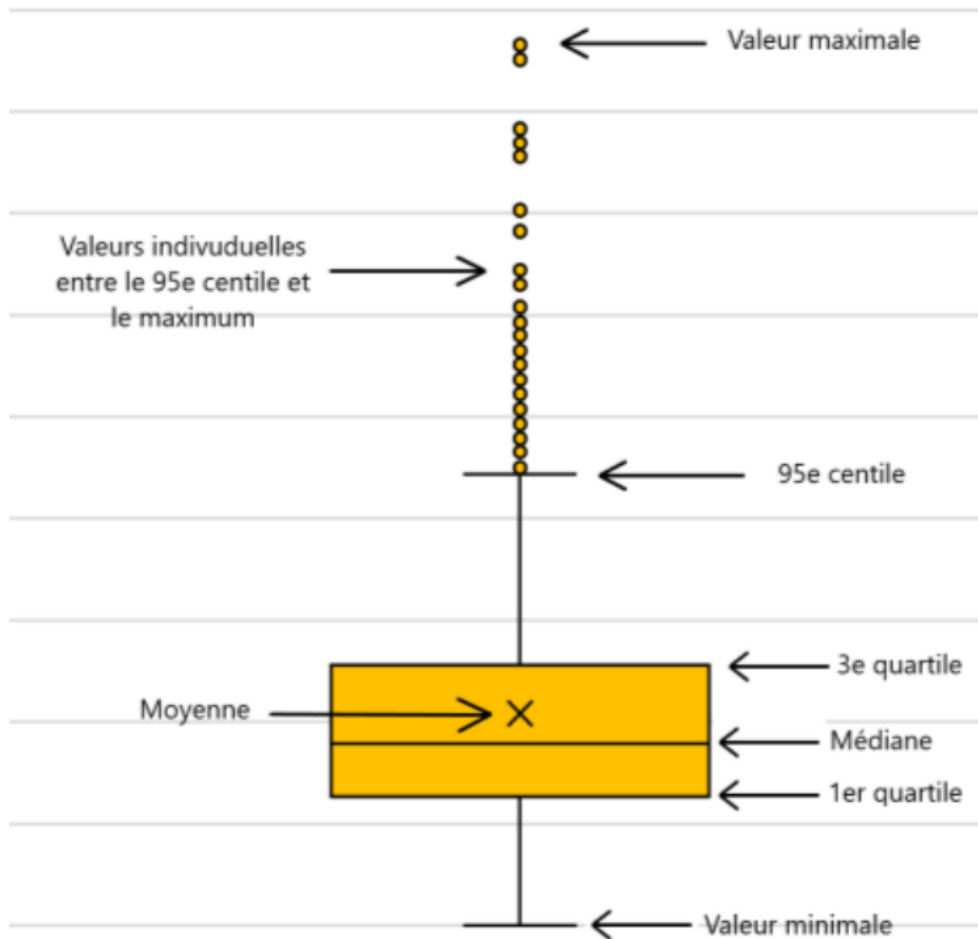 Valeur maximale
Valeurs indivuduelles
entre le 95e centile et
le maximum
95e centile
3e quartile
Moyenne
Médiane
1er quartile
Valeur minimale